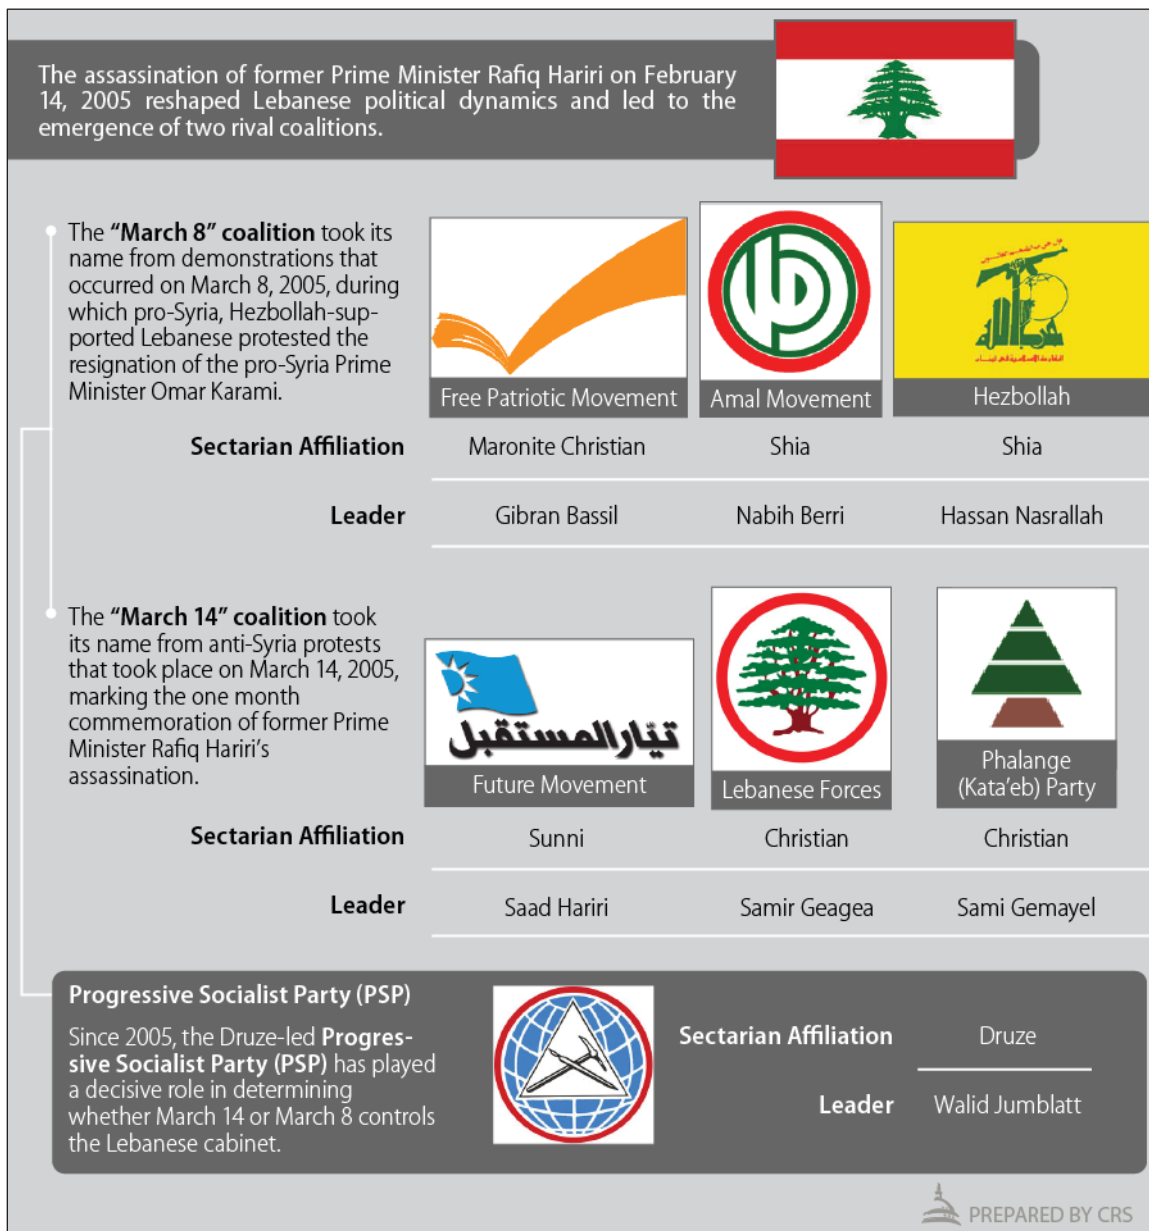 The assassination of former Prime Minister Rafiq Hariri on February
14, 2005 reshaped Lebanese political dynamics and led to the
emergence of two rival coalitions.
The “March 8” coalition took its
name from demonstrations that
occurred on March 8, 2005, during
which pro-Syria, Hezbollah-sup-
ported Lebanese protested the
resignation of the pro-Syria Prime
Minister Omar Karami.
Free Patriotic Movement
Amal Movement
حزب الله
Hezbollah
Sectarian Affiliation
Maronite Christian
Shia
Shia
Leader
Gibran Bassil
Nabih Berri
Hassan Nasrallah
The “March 14” coalition took
its name from anti-Syria protests
that took place on March 14, 2005,
marking the one month
commemoration of former Prime
Minister Rafiq Hariri’s
assassination.
تيّار المستقبل
Future Movement
Lebanese Forces
Phalange
(Kata’eb) Party
Sectarian Affiliation
Sunni
Christian
Christian
Leader
Saad Hariri
Samir Geagea
Sami Gemayel
Progressive Socialist Party (PSP)
Since 2005, the Druze-led Progres-
sive Socialist Party (PSP) has played
a decisive role in determining
whether March 14 or March 8 controls
the Lebanese cabinet.
Sectarian Affiliation
Druze
Leader
Walid Jumblatt
PREPARED BY CRS